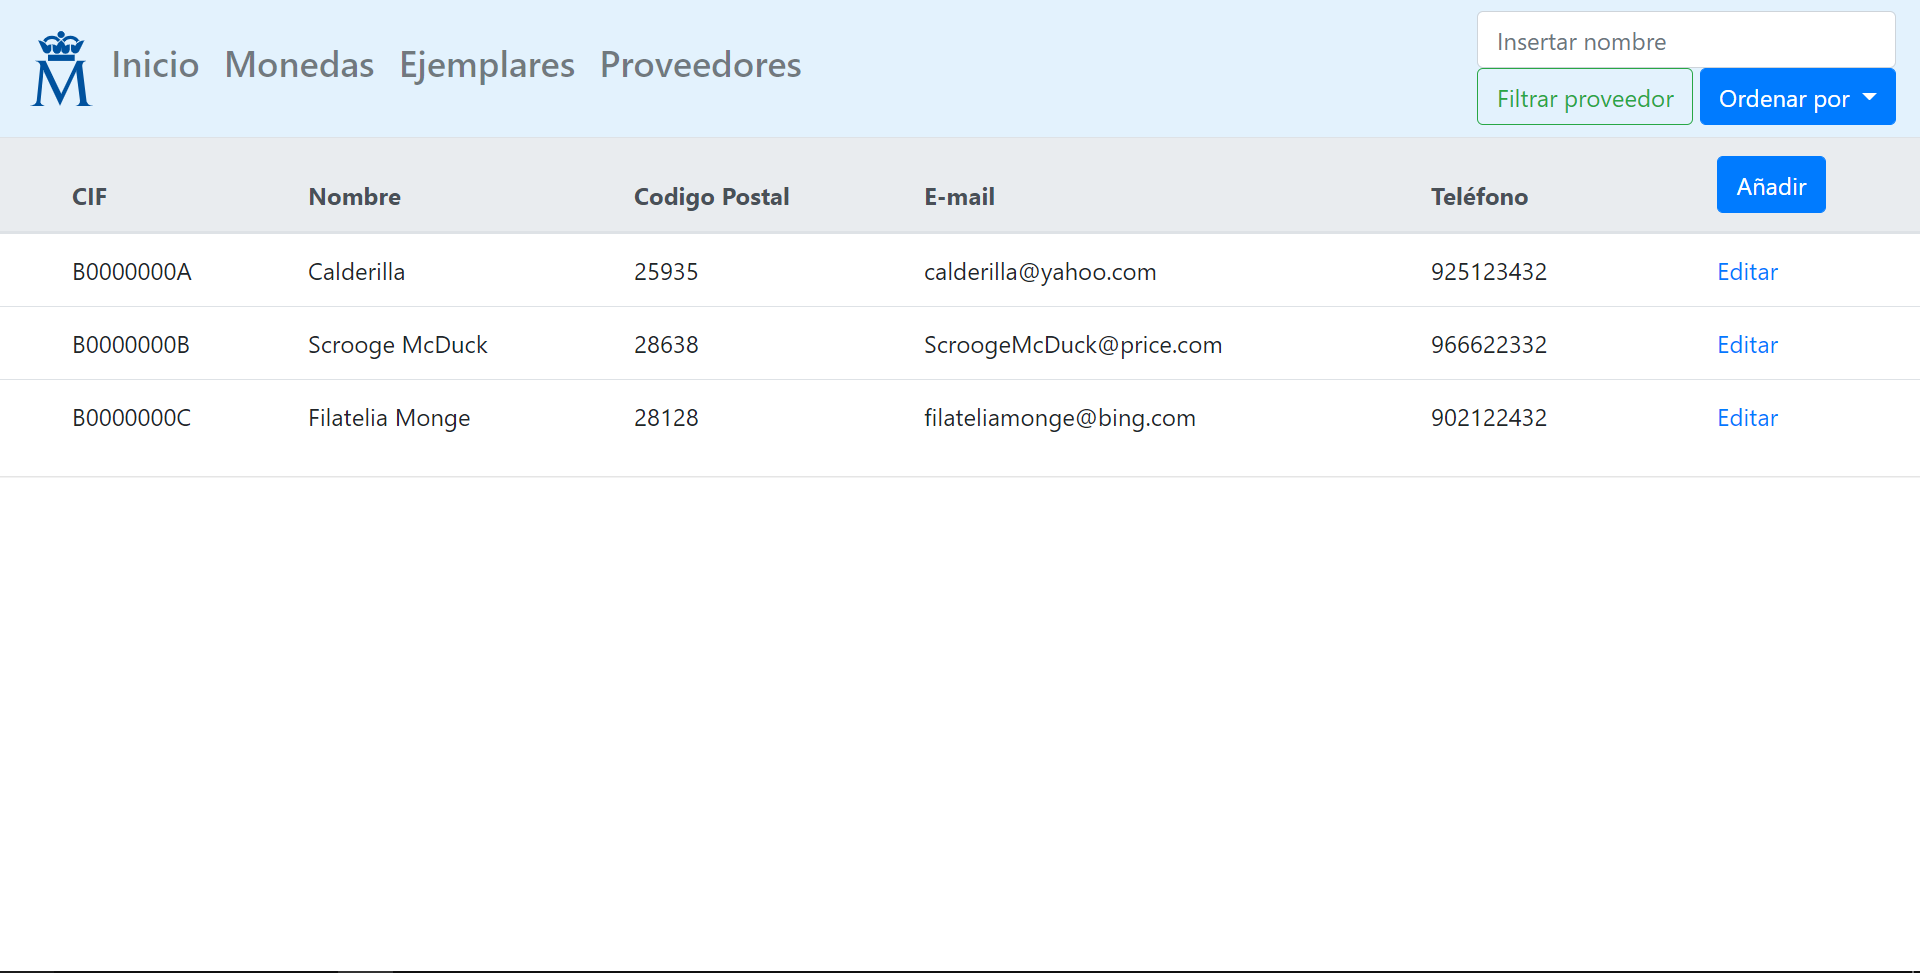 M Inicio Monedas Ejemplares Proveedores
Insertar nombre
Filtrar proveedor Ordenar por
CIF Nombre Codigo Postal E-mail Teléfono Añadir
B0000000A Calderilla 25935 calderilla@yahoo.com 925123432 Editar
B0000000B Scrooge McDuck 28638 ScroogeMcDuck@price.com 966622332 Editar
B0000000C Filatelia Monge 28128 filateliamonge@bing.com 902122432 Editar